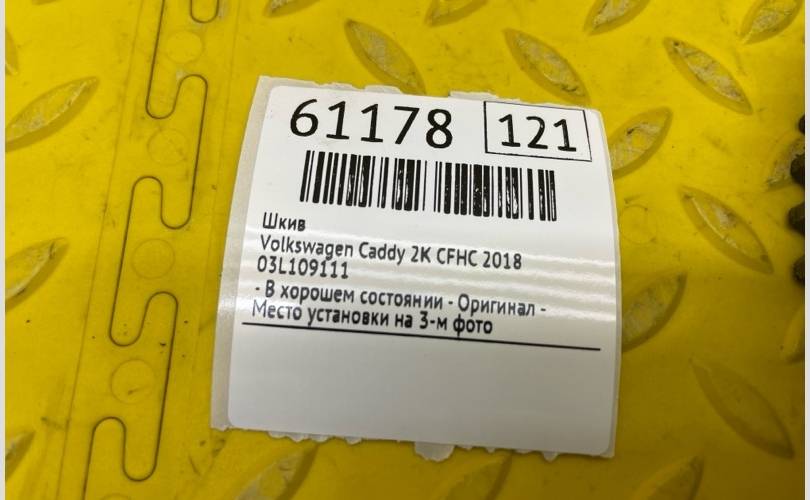 61178 121
Шкив
Volkswagen Caddy 2K CFHC 2018
03L109111
- В хорошем состоянии - Оригинал -
Место установки на 3-м фото